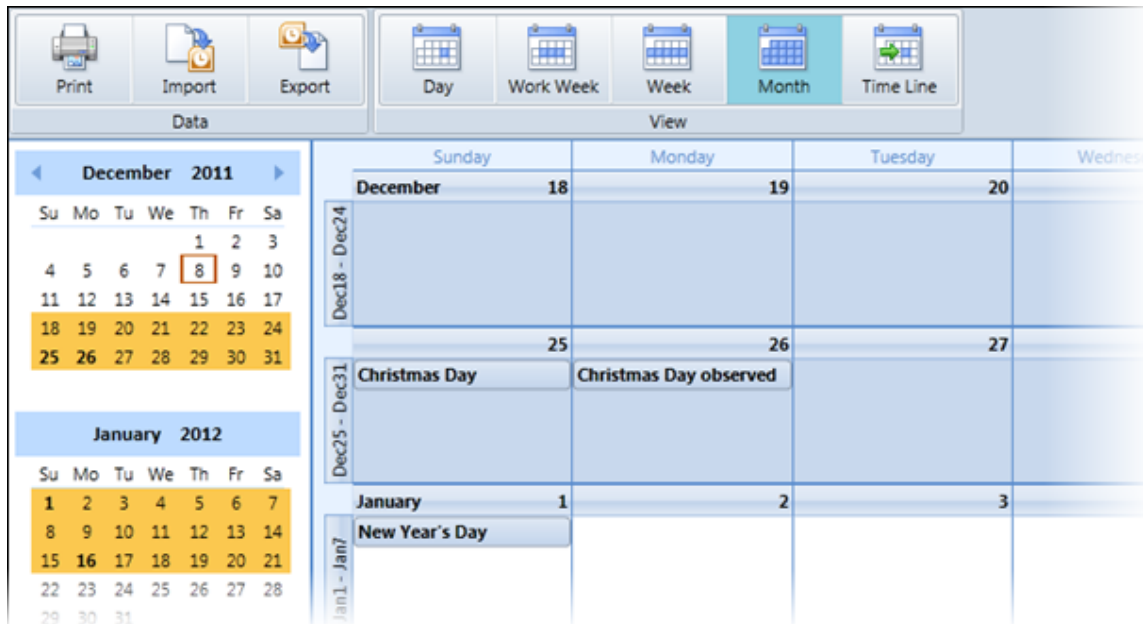 Print Import Export
Data
Day Work Week Week Month Time Line
View
December 2011
Su Mo Tu We Th Fr Sa
1 2 3
4 5 6 7 8 9 10
11 12 13 14 15 16 17
18 19 20 21 22 23 24
25 26 27 28 29 30 31
January 2012
Su Mo Tu We Th Fr Sa
1 2 3 4 5 6 7
8 9 10 11 12 13 14
15 16 17 18 19 20 21
22 23 24 25 26 27 28
29 30 31
Sunday Monday Tuesday Wednes
December 18 19 20
Dec18 - Dec24
25 26 27
Dec25 - Dec31
Christmas Day Christmas Day observed
January 1 2 3
Jan1 - Jan7
New Year's Day